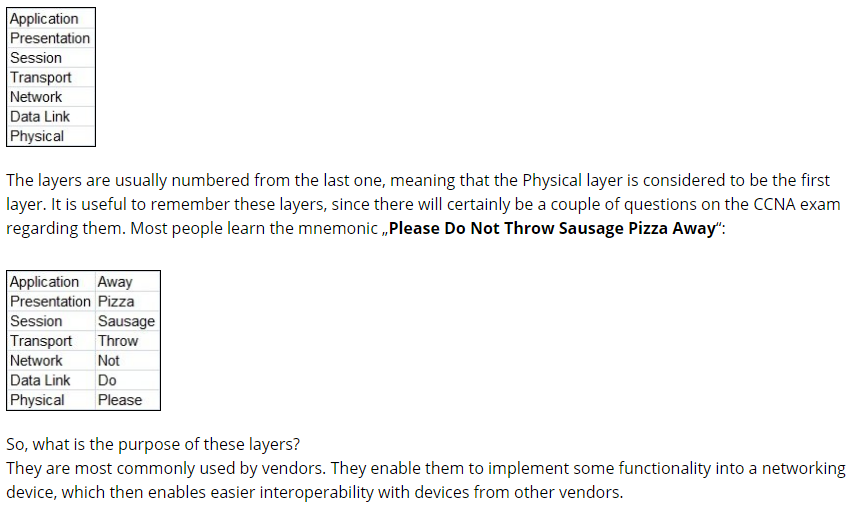 Application
Presentation
Session
Transport
Network
Data Link
Physical
The layers are usually numbered from the last one, meaning that the Physical layer is considered to be the first
layer. It is useful to remember these layers, since there will certainly be a couple of questions on the CCNA exam
regarding them. Most people learn the mnemonic „Please Do Not Throw Sausage Pizza Away“:
Application Away
Presentation Pizza
Session Sausage
Transport Throw
Network Not
Data Link Do
Physical Please
So, what is the purpose of these layers?
They are most commonly used by vendors. They enable them to implement some functionality into a networking
device, which then enables easier interoperability with devices from other vendors.